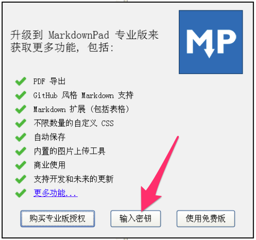 升级到 MarkdownPad 专业版来
获取更多功能, 包括:
MP
PDF 导出
GitHub 风格 Markdown 支持
Markdown 扩展 (包括表格)
不限数量的自定义 CSS
自动保存
内置的图片上传工具
商业使用
支持开发和未来的更新
更多功能...
购买专业版授权 输入密钥 使用免费版